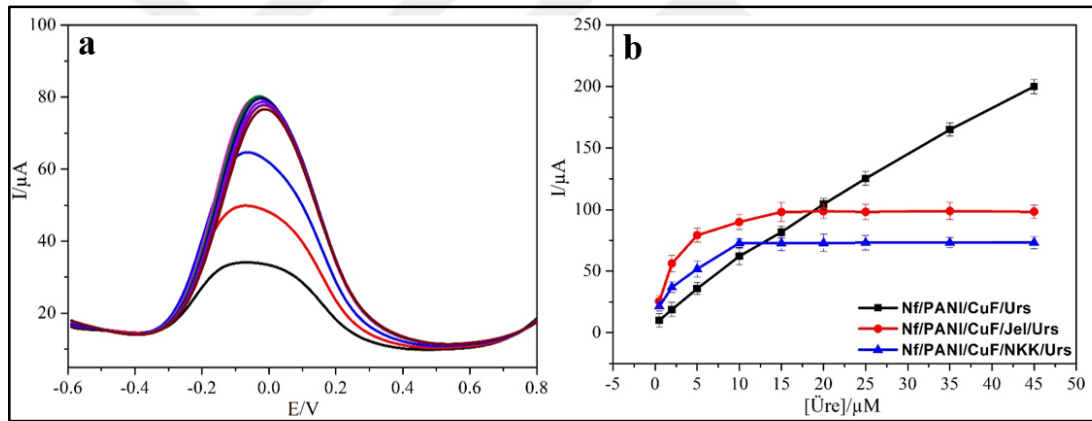 a
I/µA
100
80
60
40
20
-0.6 -0.4 -0.2 0.0 0.2 0.4 0.6 0.8
E/V
b
I/µA
250
200
150
100
50
0
Nf/PANI/CuF/Urs
Nf/PANI/CuF/Jel/Urs
Nf/PANI/CuF/NKK/Urs
-5 0 5 10 15 20 25 30 35 40 45 50
[Üre]/µM